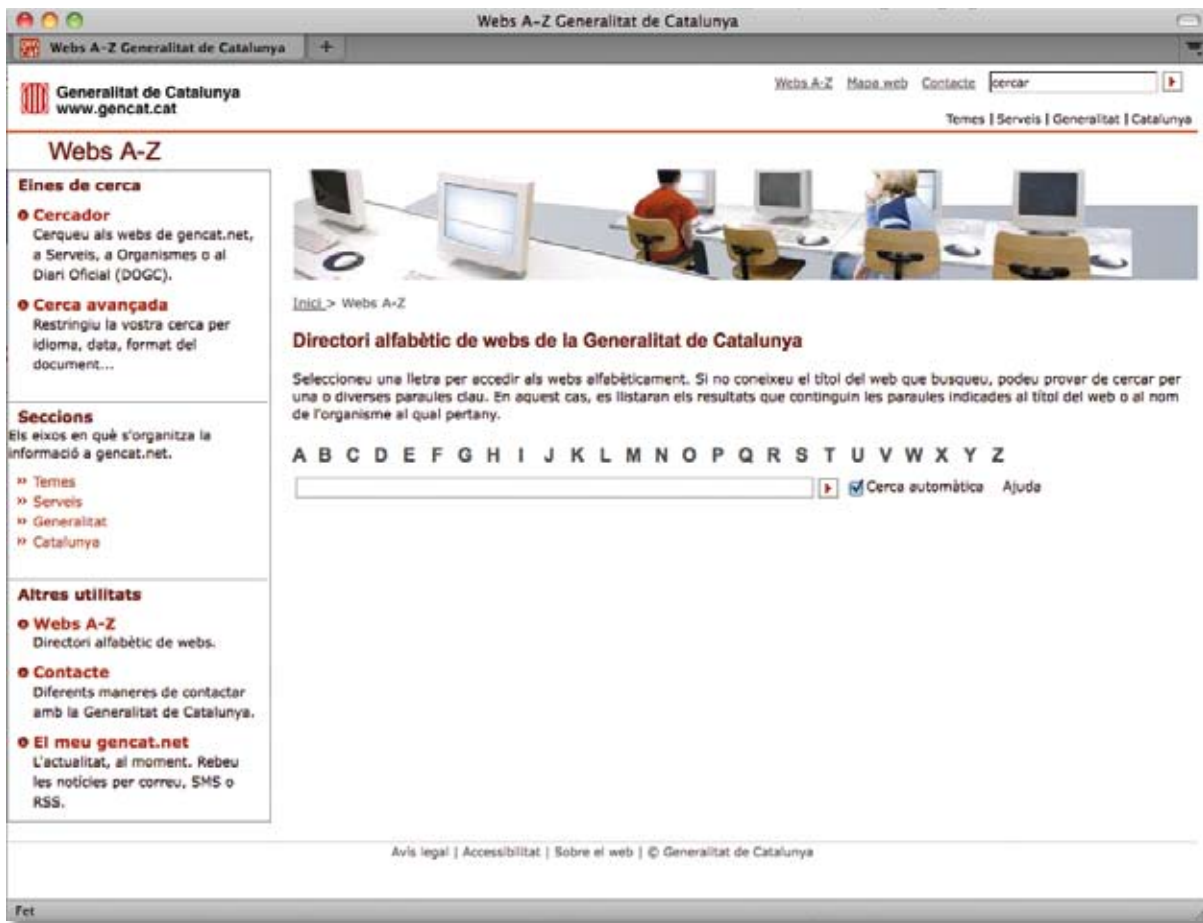 Webs A-Z Generalitat de Catalunya
Webs A-Z Generalitat de Catalunya +
Generalitat de Catalunya
www.gencat.cat
Webs A-Z Mapa web Contacte cercar
Temes | Serveis | Generalitat | Catalunya
Webs A-Z
Eines de cerca
Cercador
Cerqueu als webs de gencat.net,
a Serveis, a Organismes o al
Diari Oficial (DOGC).
Cerca avançada
Restringiu la vostra cerca per
idioma, data, format del
document...
Seccions
Els eixos en què s'organitza la
informació a gencat.net.
» Temes
» Serveis
» Generalitat
» Catalunya
Altres utilitats
Webs A-Z
Directori alfabètic de webs.
Contacte
Diferents maneres de contactar
amb la Generalitat de Catalunya.
El meu gencat.net
L'actualitat, al moment. Rebeu
les notícies per correu, SMS o
RSS.
Inici > Webs A-Z
Directori alfabètic de webs de la Generalitat de Catalunya
Seleccioneu una lletra per accedir als webs alfabèticament. Si no coneixeu el títol del web que busqueu, podeu provar de cercar per
una o diverses paraules clau. En aquest cas, es llistaran els resultats que continguin les paraules indicades al títol del web o al nom
de l'organisme al qual pertany.
A B C D E F G H I J K L M N O P Q R S T U V W X Y Z
Cerca automàtica Ajuda
Avís legal | Accessibilitat | Sobre el web | © Generalitat de Catalunya
Fet